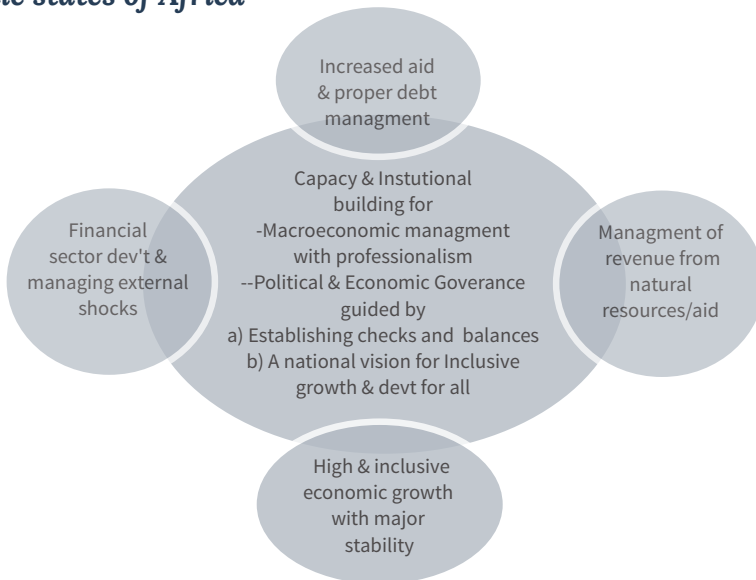 states of Africa
Increased aid
& proper debt
managment
Capacy & Instutional
building for
-Macroeconomic managment
with professionalism
--Political & Economic Goverance
guided by
a) Establishing checks and balances
b) A national vision for Inclusive
growth & devt for all
Financial
sector dev't &
managing external
shocks
Managment of
revenue from
natural
resources/aid
High & inclusive
economic growth
with major
stability